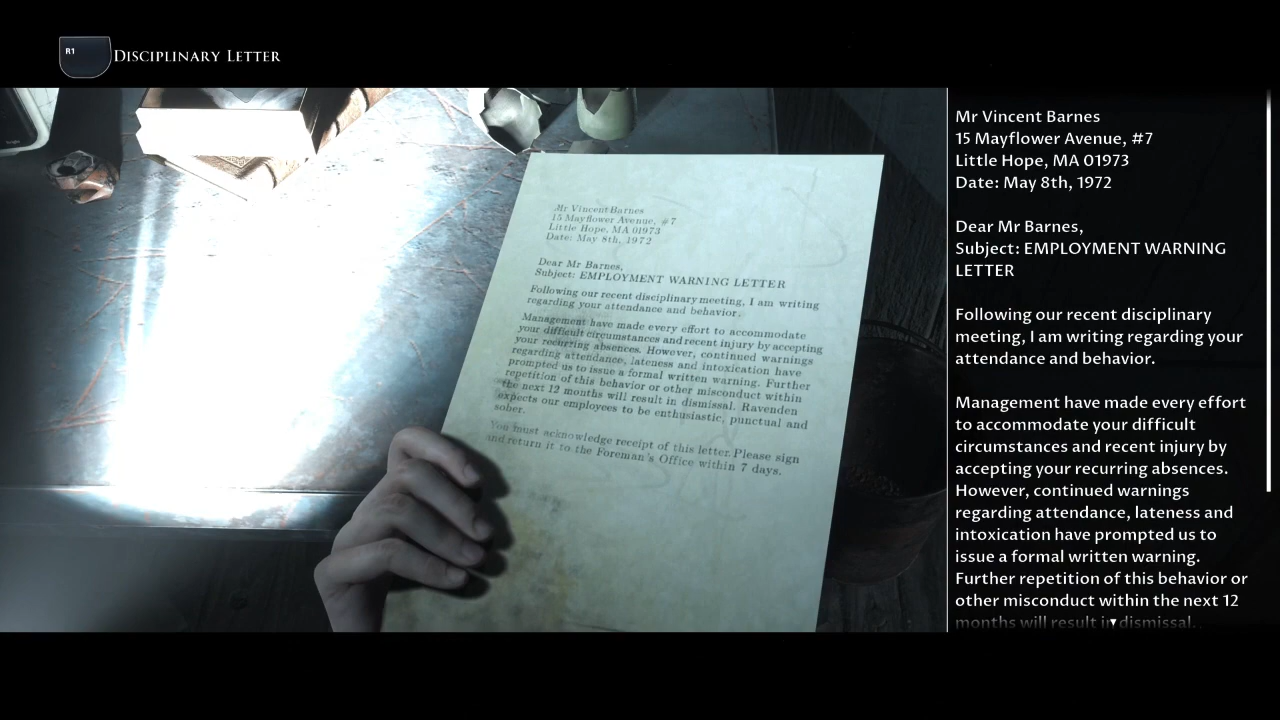 R1
DISCIPLINARY LETTER
Mr Vincent Barnes
15 Mayflower Avenue, #7
Little Hope, MA 01973
Date: May 8th, 1972
Dear Mr Barnes,
Subject: EMPLOYMENT WARNING LETTER
Following our recent disciplinary meeting, I am writing
regarding your attendance and behavior.
Management have made every effort to accommodate
your difficult circumstances and recent injury by accepting
your recurring absences. However, continued warnings
regarding attendance, lateness and intoxication have
prompted us to issue a formal written warning. Further
repetition of this behavior or other misconduct within
the next 12 months will result in dismissal. Ravenden
expects our employees to be enthusiastic, punctual and
sober.
You must acknowledge receipt of this letter. Please sign
and return it to the Foreman's Office within 7 days.
Mr Vincent Barnes
15 Mayflower Avenue, #7
Little Hope, MA 01973
Date: May 8th, 1972
Dear Mr Barnes,
Subject: EMPLOYMENT WARNING
LETTER
Following our recent disciplinary
meeting, I am writing regarding your
attendance and behavior.
Management have made every effort
to accommodate your difficult
circumstances and recent injury by
accepting your recurring absences.
However, continued warnings
regarding attendance, lateness and
intoxication have prompted us to
issue a formal written warning.
Further repetition of this behavior or
other misconduct within the next 12
months will result in dismissal.